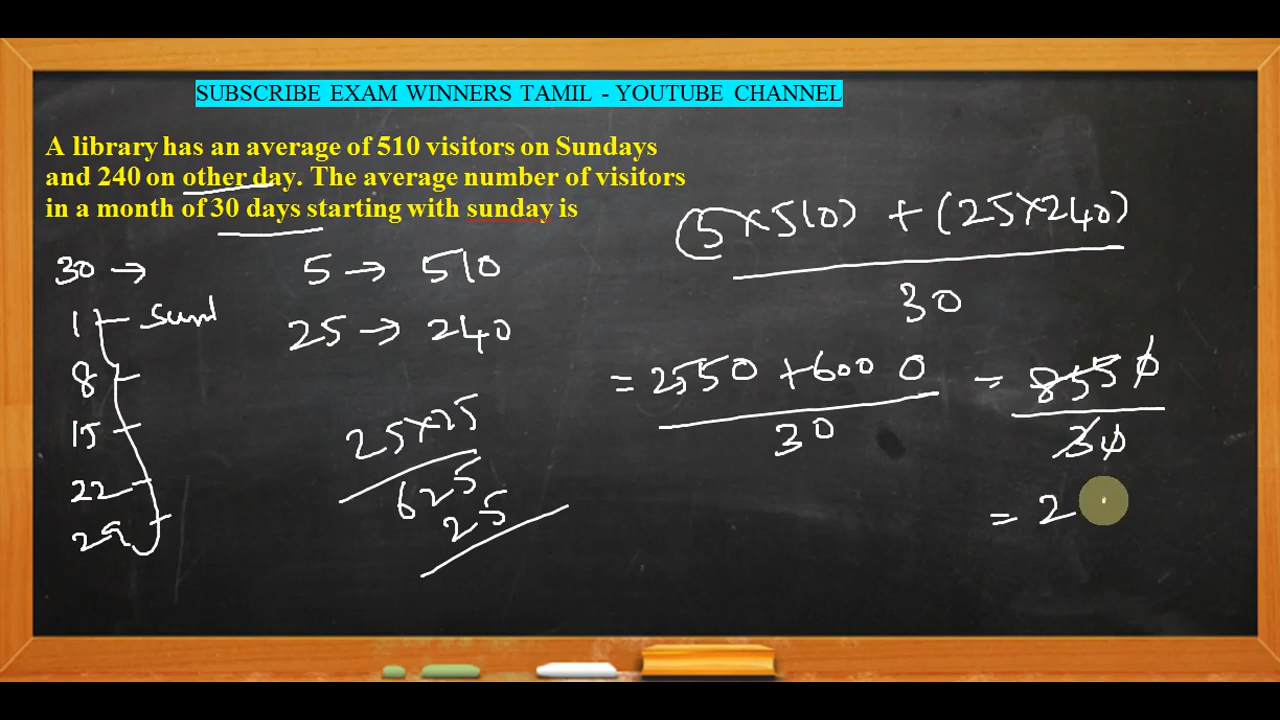 SUBSCRIBE EXAM WINNERS TAMIL - YOUTUBE CHANNEL
A library has an average of 510 visitors on Sundays
and 240 on other day. The average number of visitors
in a month of 30 days starting with sunday is
30 →
1 - Sund
8
15
22
29
5 → 510
25 → 240
25×25
625
25
(5×510) + (25×240)
30
= 2550 + 6000
30
= 8550
30
= 2